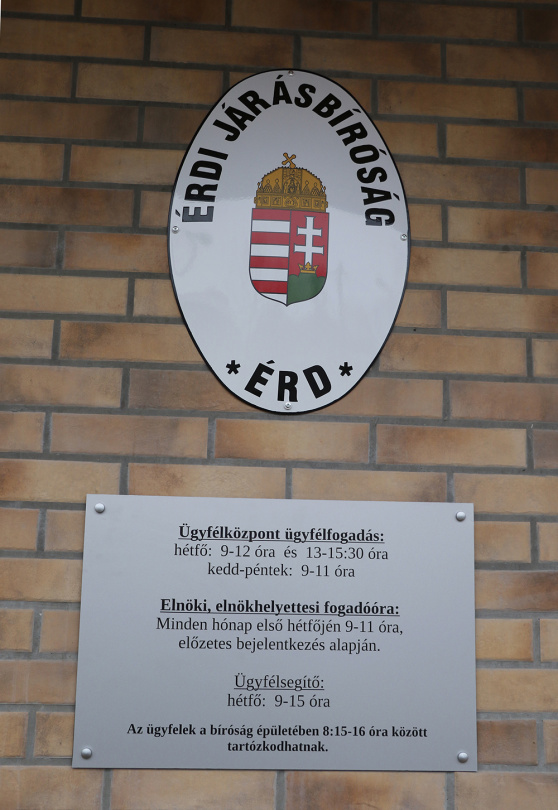 ÉRDI JÁRÁSBÍRÓSÁG
* ÉRD *
Ügyfélközpont ügyfélfogadás:
hétfő: 9-12 óra és 13-15:30 óra
kedd-péntek: 9-11 óra
Elnöki, elnökhelyettesi fogadóóra:
Minden hónap első hétfőjén 9-11 óra,
előzetes bejelentkezés alapján.
Ügyfélsegítő:
hétfő: 9-15 óra
Az ügyfelek a bíróság épületében 8:15-16 óra között
tartózkodhatnak.